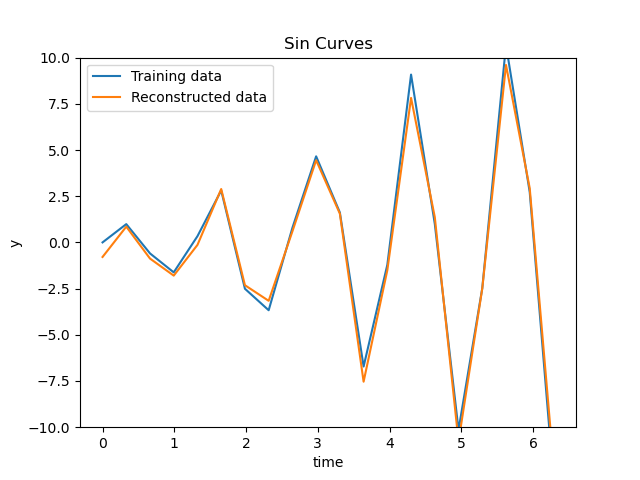 Sin Curves
Training data
Reconstructed data
10.0
7.5
5.0
2.5
0.0
−2.5
−5.0
−7.5
−10.0
y
0 1 2 3 4 5 6
time